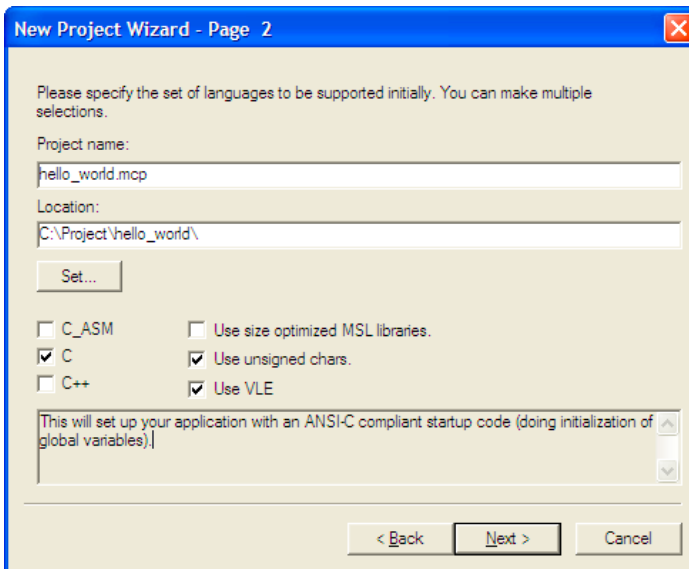 New Project Wizard - Page 2
Please specify the set of languages to be supported initially. You can make multiple
selections.
Project name:
hello_world.mcp
Location:
C:\Project\hello_world\
Set...
C_ASM
Use size optimized MSL libraries.
C
Use unsigned chars.
C++
Use VLE
This will set up your application with an ANSI-C compliant startup code (doing initialization of
global variables).
< Back
Next >
Cancel